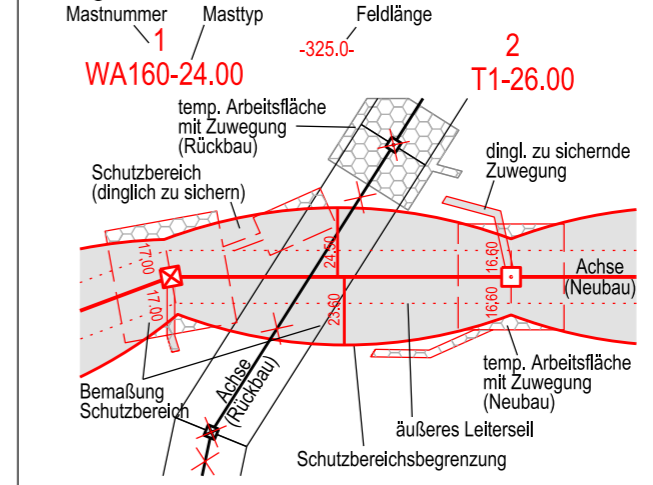 Mastnummer Masttyp Feldlänge
1 -325.0- 2
WA160-24.00 T1-26.00
temp. Arbeitsfläche
mit Zuwegung
(Rückbau)
dingl. zu sichernde
Zuwegung
Schutzbereich
(dinglich zu sichern)
17.00
24.50
16.60
Achse
(Neubau)
17.00
23.60
16.60
Achse
(Rückbau)
temp. Arbeitsfläche
mit Zuwegung
(Neubau)
Bemaßung
Schutzbereich
äußeres Leiterseil
Schutzbereichsbegrenzung